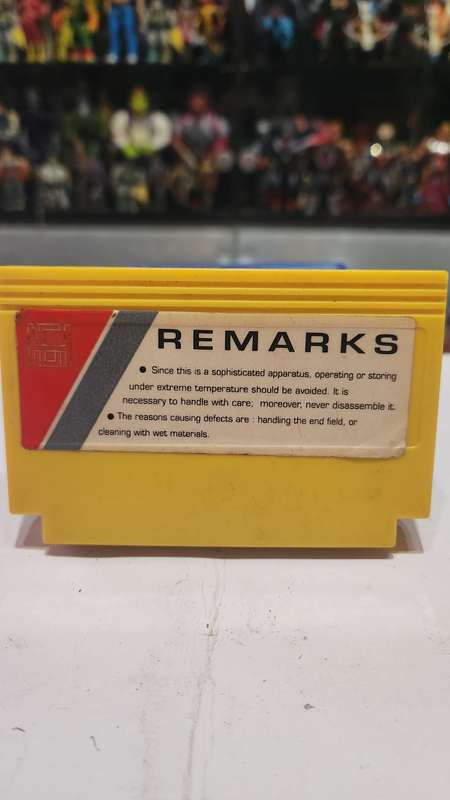 REMARKS
● Since this is a sophisticated apparatus, operating or storing
under extreme temperature should be avoided. It is
necessary to handle with care; moreover, never disassemble it.
● The reasons causing defects are : handling the end field, or
cleaning with wet materials.